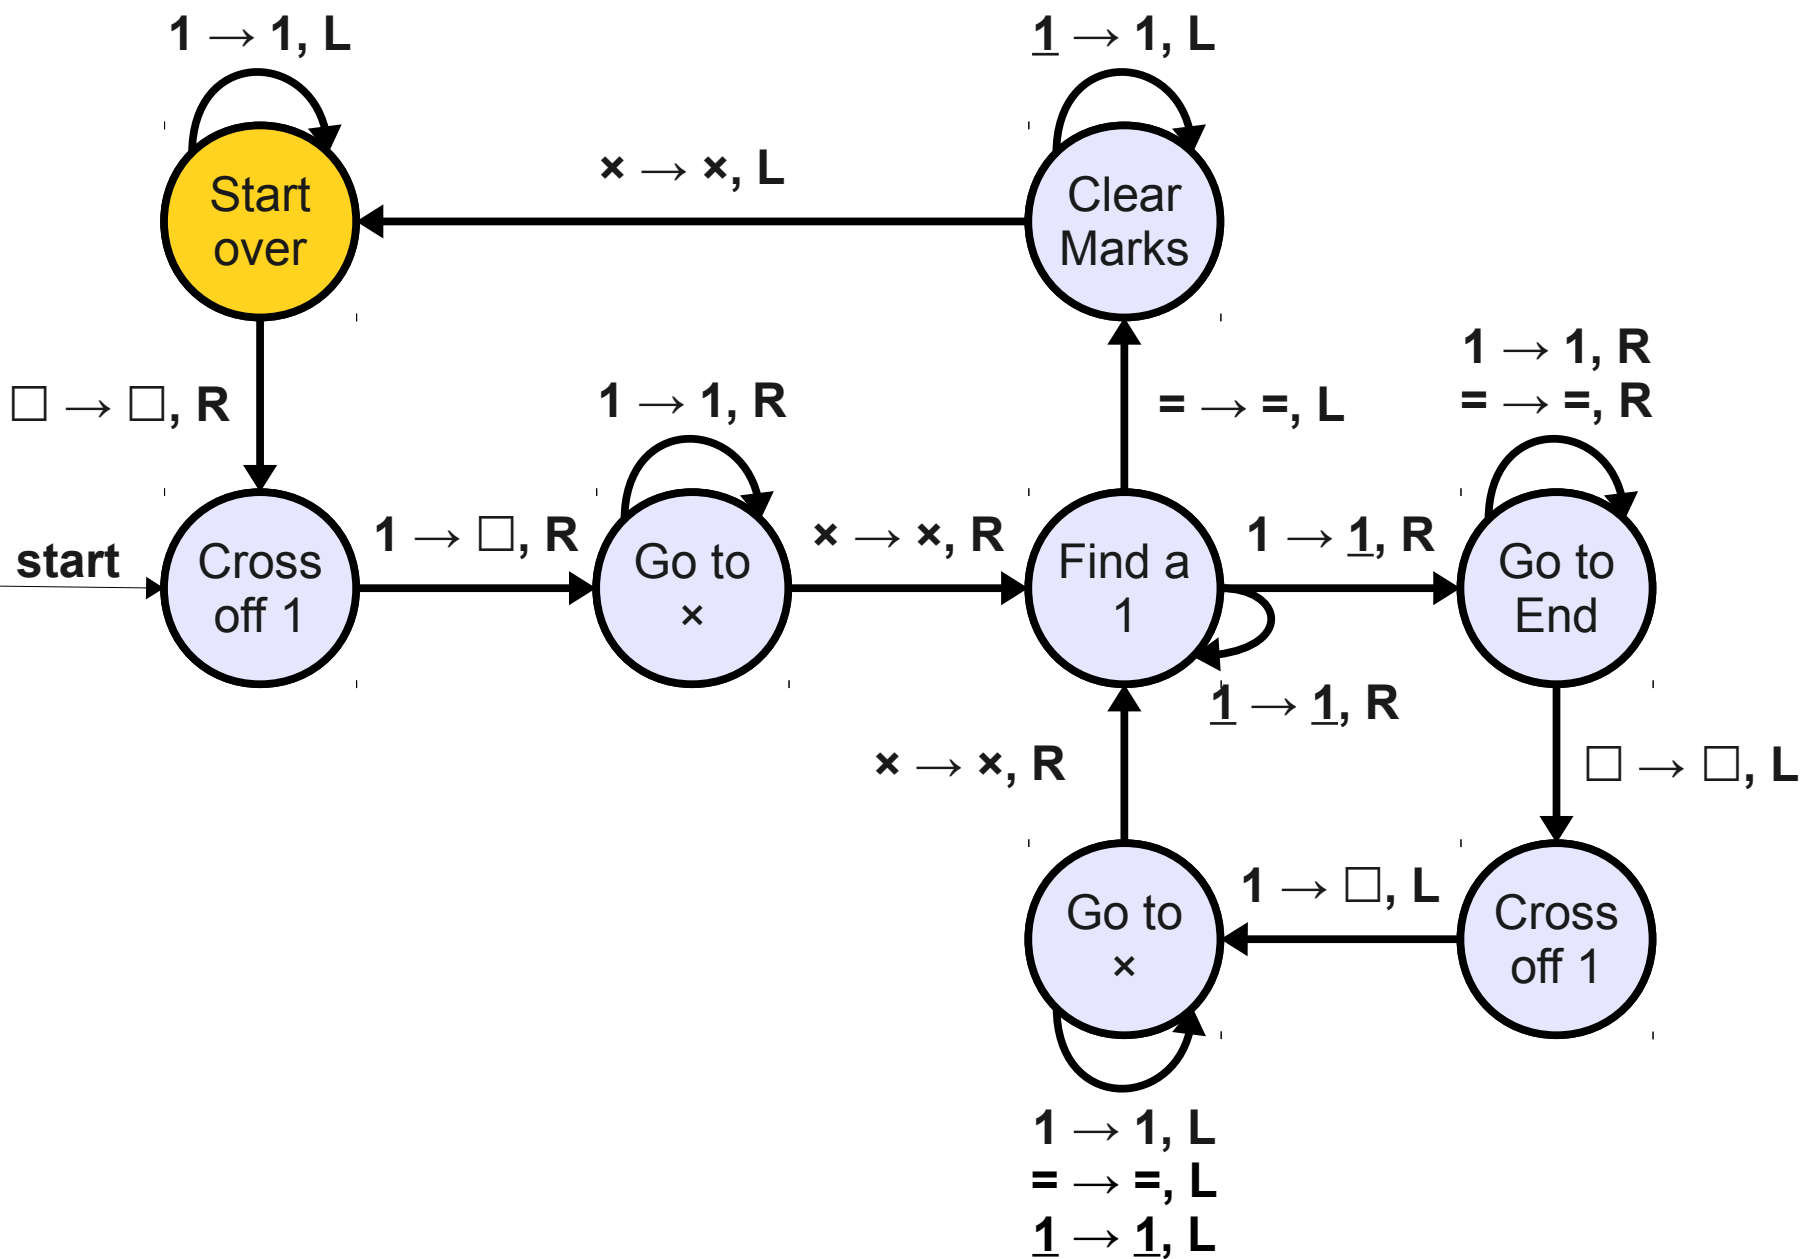 1 → 1, L
1 → 1, L
× → ×, L
Start
over
Clear
Marks
1 → 1, R
= → =, R
□ → □, R
1 → 1, R
= → =, L
start
Cross
off 1
1 → □, R
Go to
×
× → ×, R
Find a
1
1 → 1, R
Go to
End
1 → 1, R
× → ×, R
□ → □, L
Go to
×
1 → □, L
Cross
off 1
1 → 1, L
= → =, L
1 → 1, L